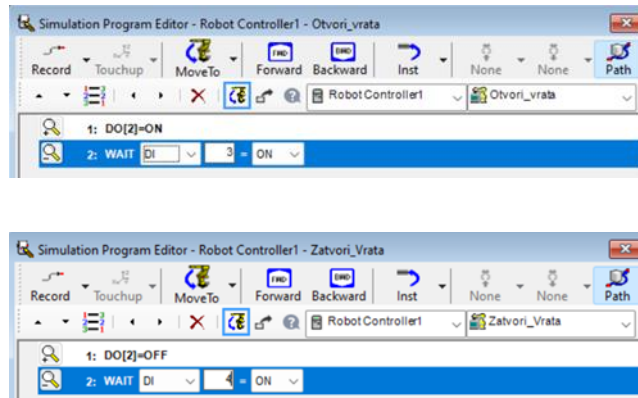 Simulation Program Editor - Robot Controller1 - Otvori_vrata
Record Touchup MoveTo Forward Backward Inst None None Path
Robot Controller1 Otvori_vrata
1: DO[2]=ON
2: WAIT DI 3 = ON
Simulation Program Editor - Robot Controller1 - Zatvori_Vrata
Record Touchup MoveTo Forward Backward Inst None None Path
Robot Controller1 Zatvori_Vrata
1: DO[2]=OFF
2: WAIT DI 4 = ON